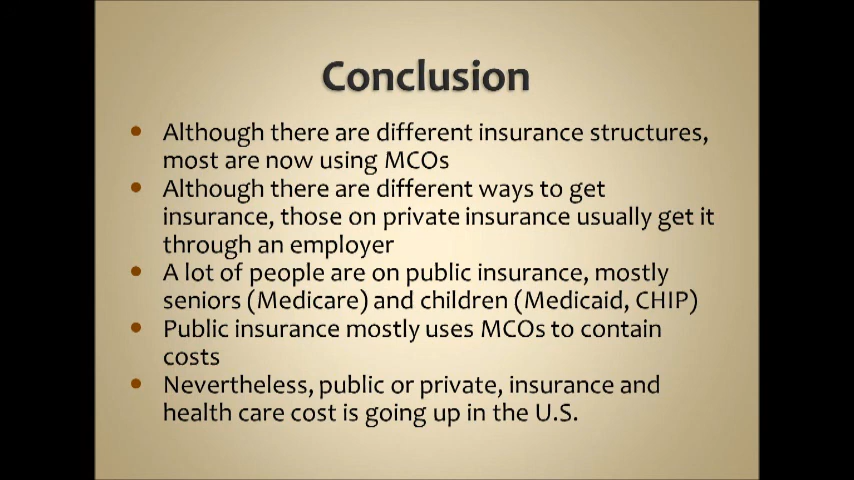 Conclusion
• Although there are different insurance structures,
most are now using MCOs
• Although there are different ways to get
insurance, those on private insurance usually get it
through an employer
• A lot of people are on public insurance, mostly
seniors (Medicare) and children (Medicaid, CHIP)
• Public insurance mostly uses MCOs to contain
costs
• Nevertheless, public or private, insurance and
health care cost is going up in the U.S.